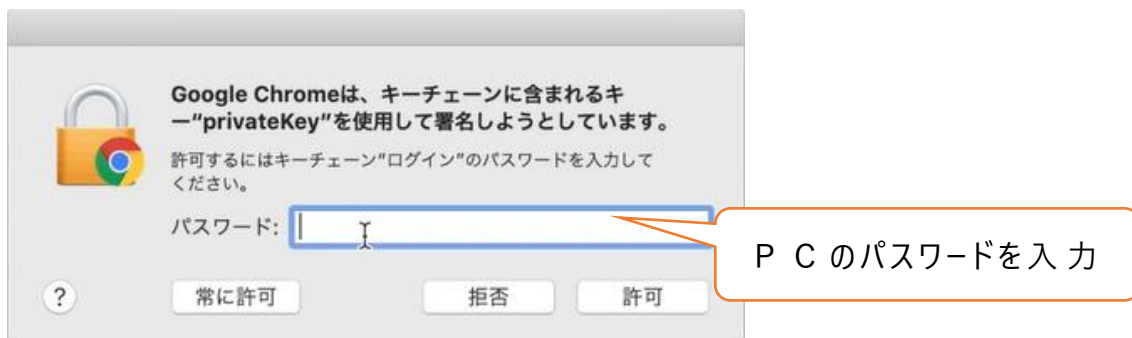 Google Chromeは、キーチェーンに含まれるキ
ー“privateKey”を使用して署名しようとしています。
許可するにはキーチェーン“ログイン”のパスワードを入力して
ください。
パスワード:
PCのパスワードを入力
?
常に許可
拒否
許可